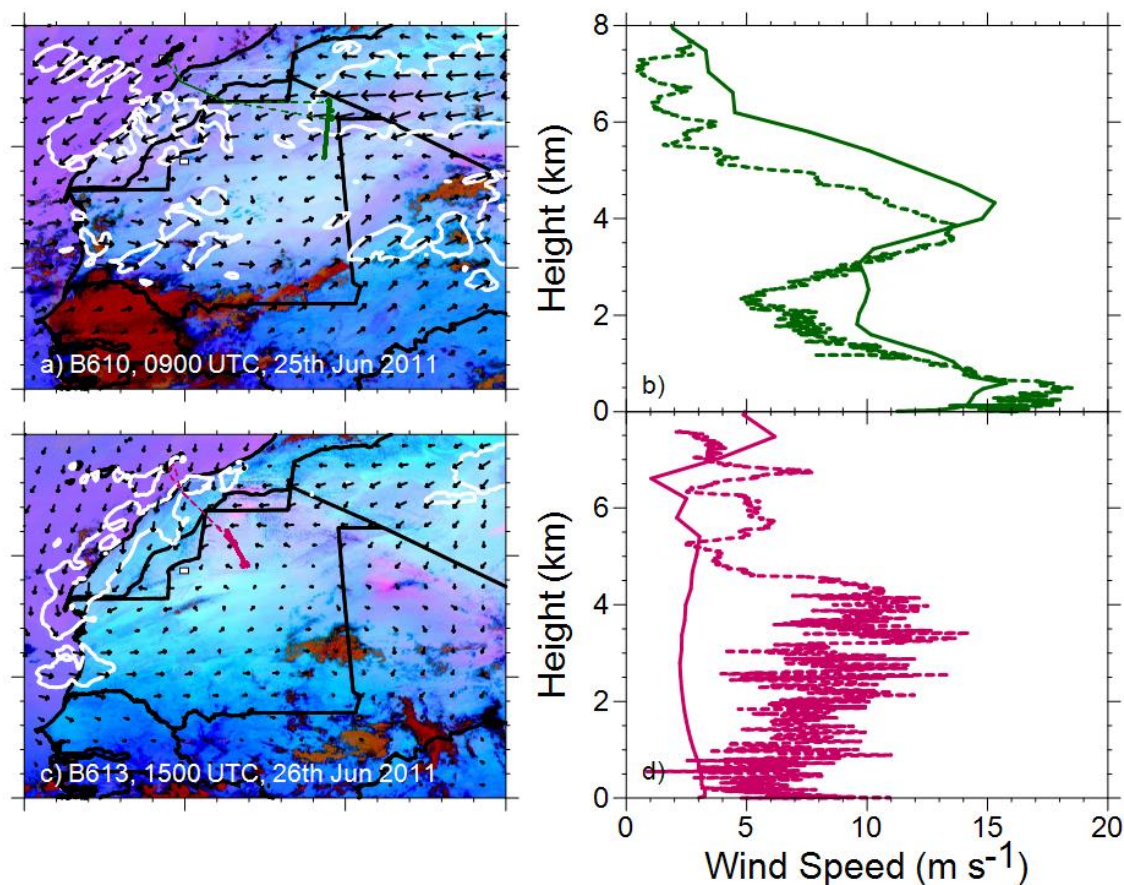 a) B610, 0900 UTC, 25th Jun 2011
8
6
4
2
0
Height (km)
b)
c) B613, 1500 UTC, 26th Jun 2011
6
4
2
0
Height (km)
d)
0 5 10 15 20
Wind Speed (m s-1)